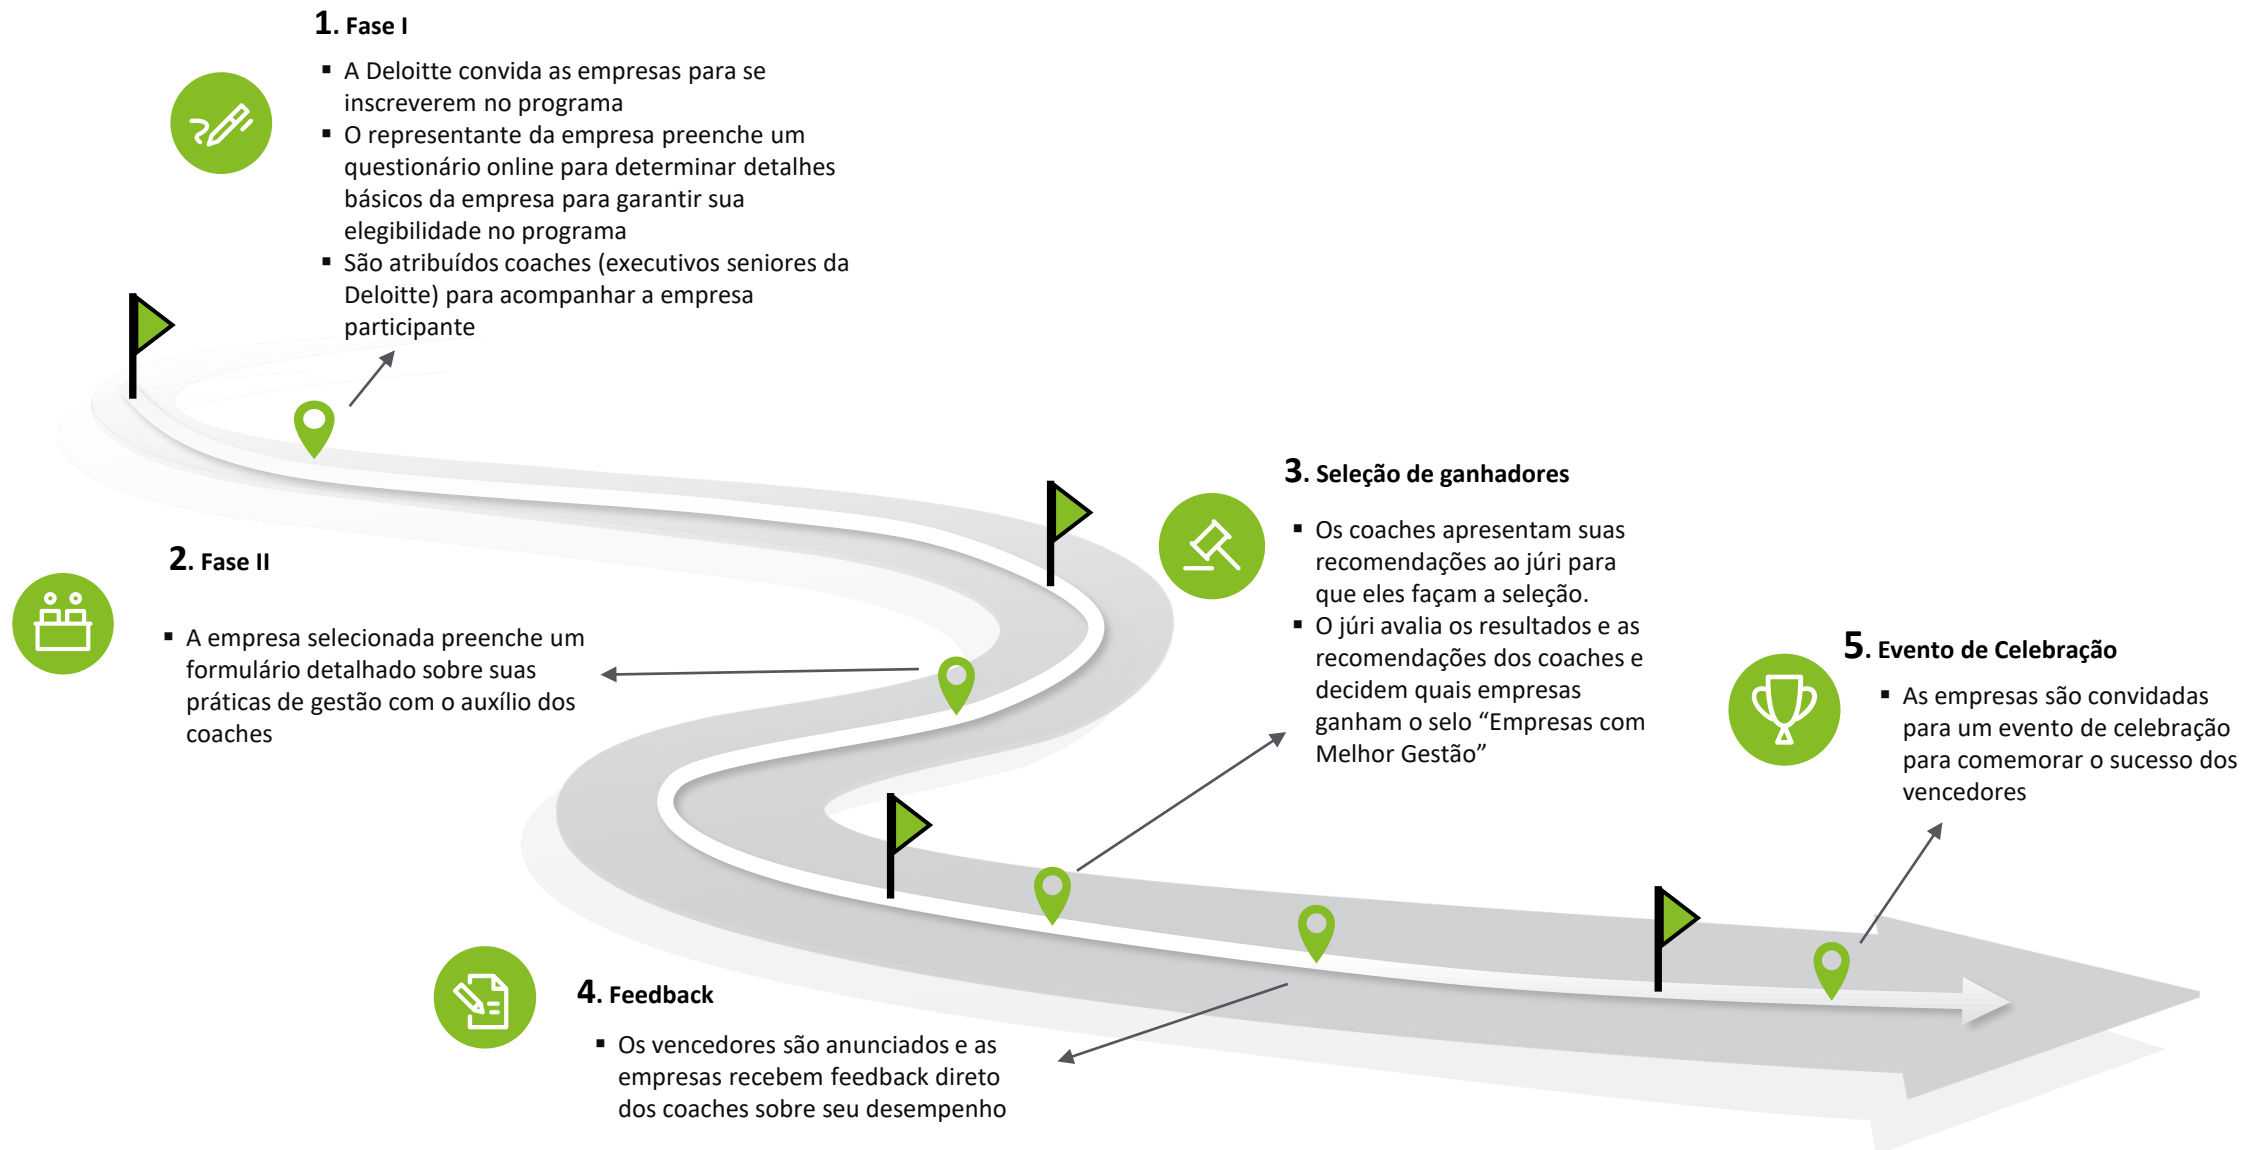 1. Fase I
▪ A Deloitte convida as empresas para se
inscreverem no programa
▪ O representante da empresa preenche um
questionário online para determinar detalhes
básicos da empresa para garantir sua
elegibilidade no programa
▪ São atribuídos coaches (executivos seniores da
Deloitte) para acompanhar a empresa
participante
2. Fase II
▪ A empresa selecionada preenche um
formulário detalhado sobre suas
práticas de gestão com o auxílio dos
coaches
3. Seleção de ganhadores
▪ Os coaches apresentam suas
recomendações ao júri para
que eles façam a seleção.
▪ O júri avalia os resultados e as
recomendações dos coaches e
decidem quais empresas
ganham o selo “Empresas com
Melhor Gestão”
4. Feedback
▪ Os vencedores são anunciados e as
empresas recebem feedback direto
dos coaches sobre seu desempenho
5. Evento de Celebração
▪ As empresas são convidadas
para um evento de celebração
para comemorar o sucesso dos
vencedores